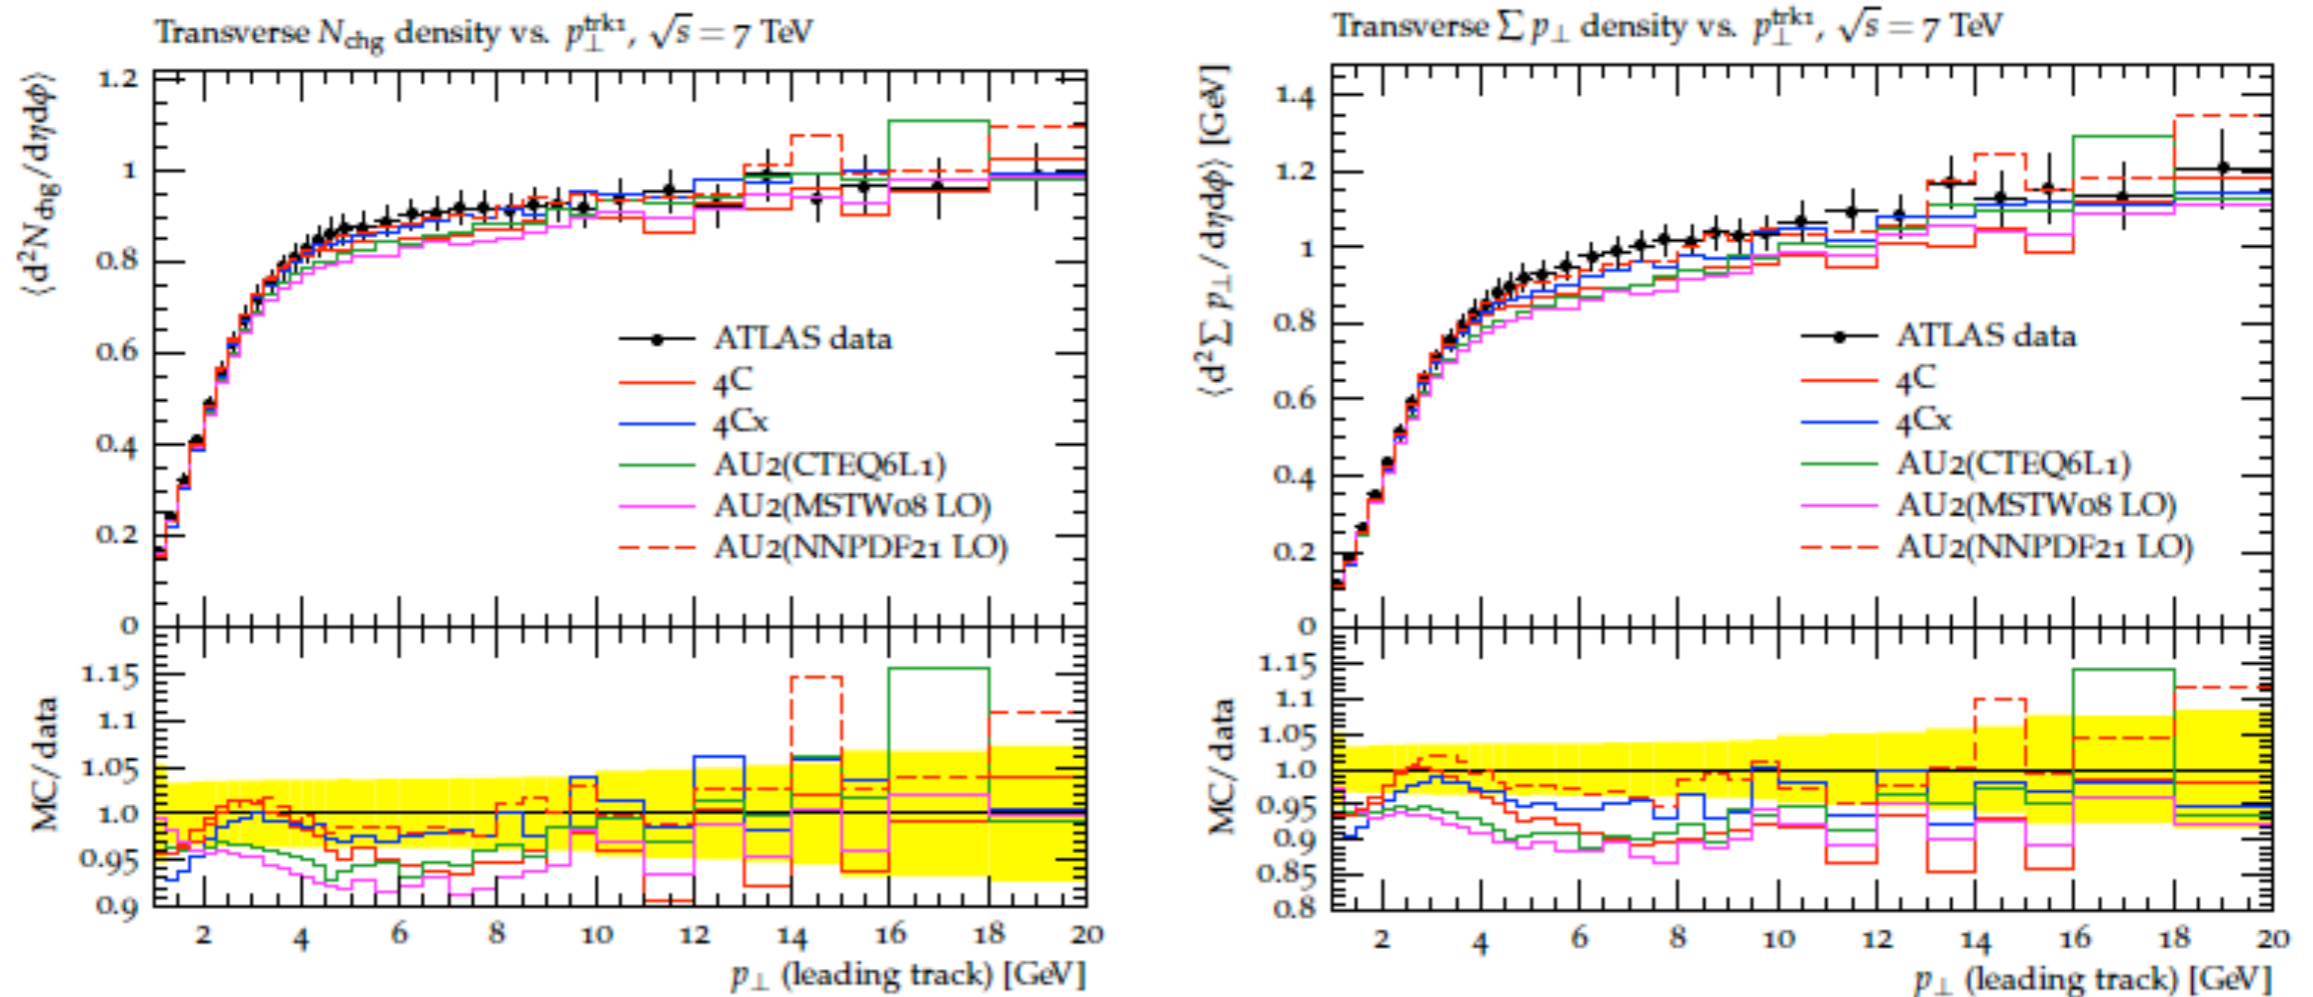 Transverse N_chg density vs. p_⊥^trk1, √s = 7 TeV
⟨d²N_chg/dηdϕ⟩
1.2
1
0.8
0.6
0.4
0.2
0
ATLAS data
4C
4Cx
AU2(CTEQ6L1)
AU2(MSTW08 LO)
AU2(NNPDF21 LO)
MC/data
1.15
1.1
1.05
1.0
0.95
0.9
2 4 6 8 10 12 14 16 18 20
p_⊥ (leading track) [GeV]
Transverse ∑ p_⊥ density vs. p_⊥^trk1, √s = 7 TeV
⟨d²∑ p_⊥/dηdϕ⟩ [GeV]
1.4
1.2
1
0.8
0.6
0.4
0.2
0
ATLAS data
4C
4Cx
AU2(CTEQ6L1)
AU2(MSTW08 LO)
AU2(NNPDF21 LO)
MC/data
1.15
1.1
1.05
1.0
0.95
0.9
0.85
0.8
2 4 6 8 10 12 14 16 18 20
p_⊥ (leading track) [GeV]